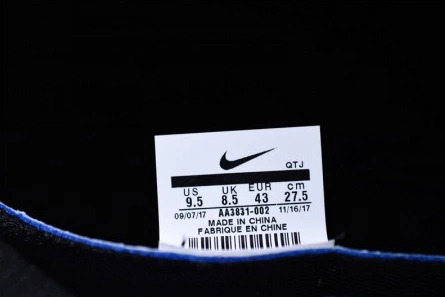 QTJ
US UK EUR cm
9.5 8.5 43 27.5
09/07/17 AA3831-002 11/16/17
MADE IN CHINA
FABRIQUE EN CHINE